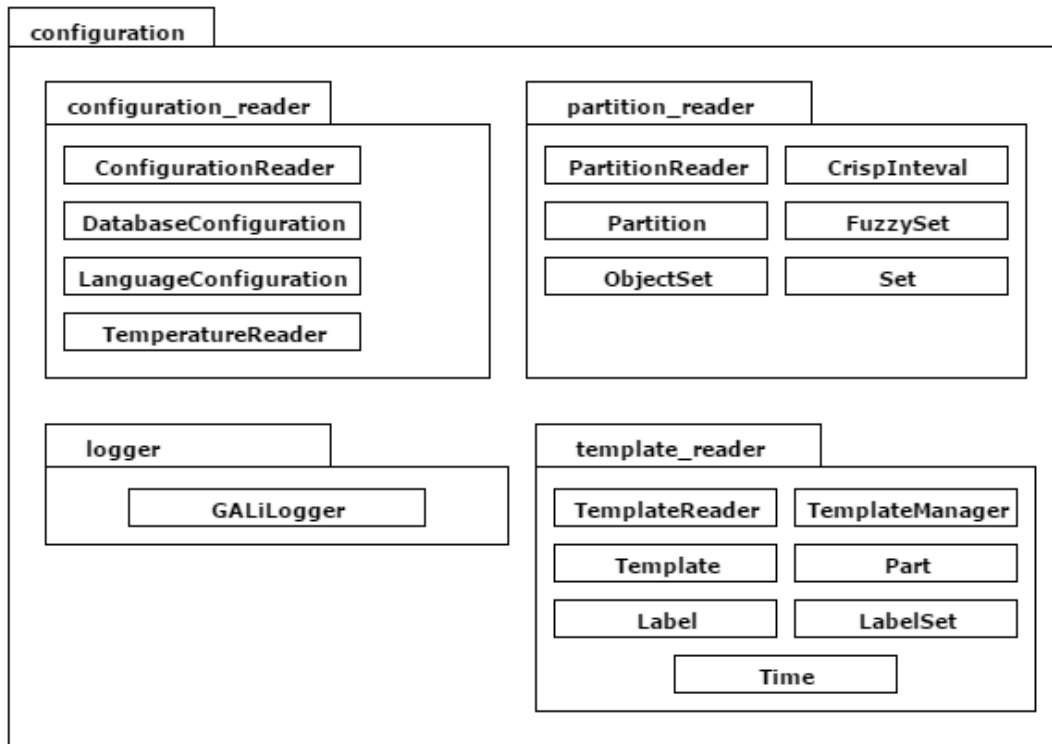 configuration
configuration_reader
ConfigurationReader
DatabaseConfiguration
LanguageConfiguration
TemperatureReader
partition_reader
PartitionReader
CrispInteval
Partition
FuzzySet
ObjectSet
Set
logger
GALiLogger
template_reader
TemplateReader
TemplateManager
Template
Part
Label
LabelSet
Time